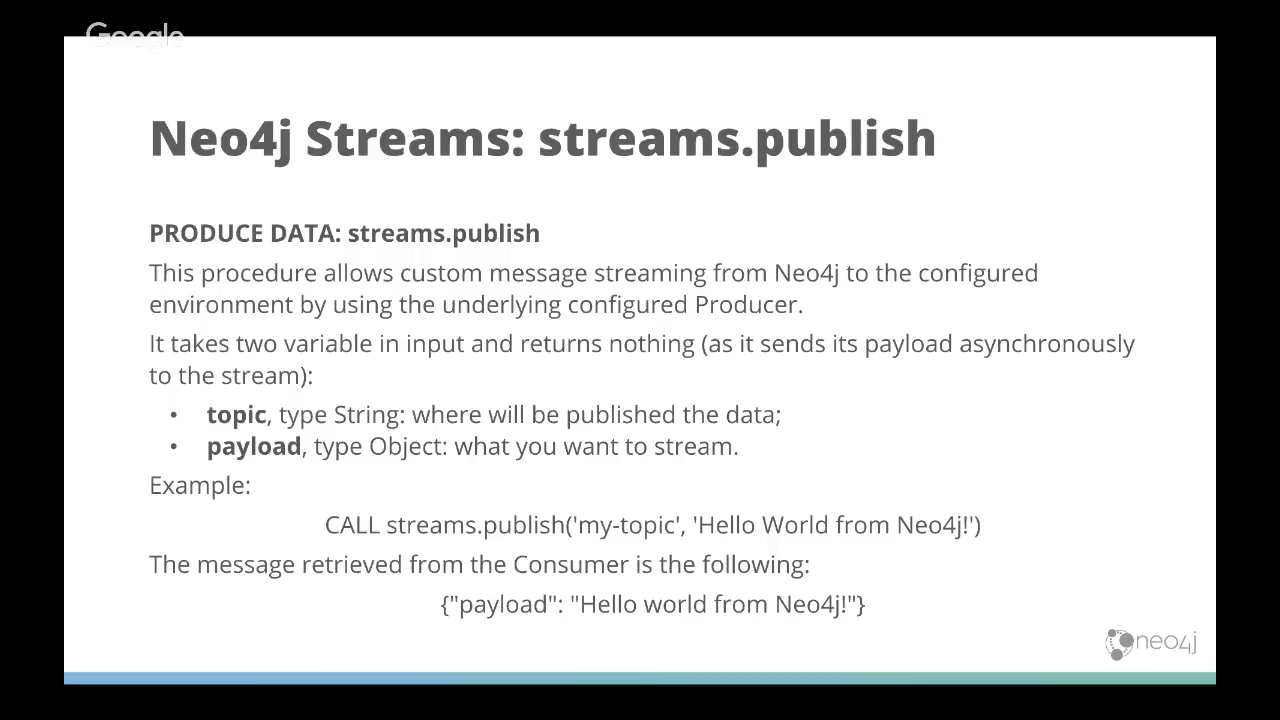 Google
Neo4j Streams: streams.publish
PRODUCE DATA: streams.publish
This procedure allows custom message streaming from Neo4j to the configured
environment by using the underlying configured Producer.
It takes two variable in input and returns nothing (as it sends its payload asynchronously
to the stream):
• topic, type String: where will be published the data;
• payload, type Object: what you want to stream.
Example:
CALL streams.publish('my-topic', 'Hello World from Neo4j!')
The message retrieved from the Consumer is the following:
{"payload": "Hello world from Neo4j!"}
neo4j